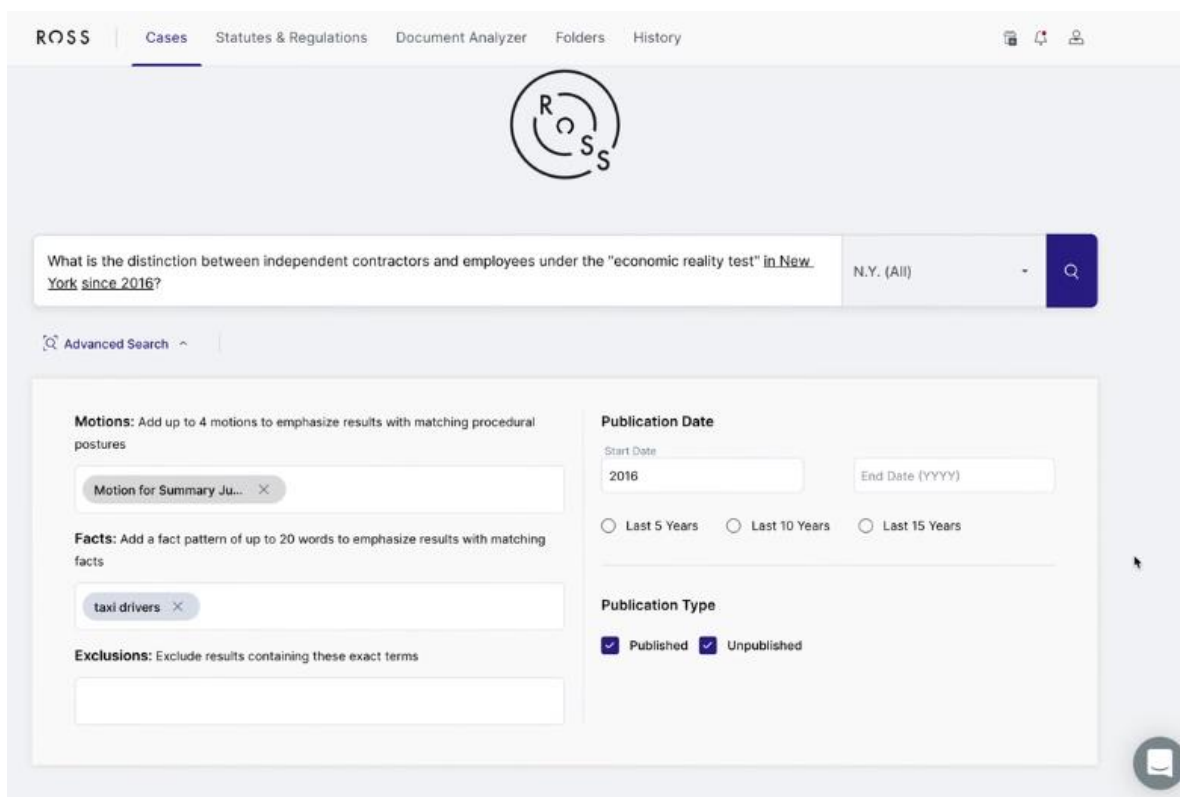 ROSS Cases Statutes & Regulations Document Analyzer Folders History
ROSS
What is the distinction between independent contractors and employees under the "economic reality test" in New
York since 2016?
N.Y. (All)
Advanced Search
Motions: Add up to 4 motions to emphasize results with matching procedural
postures
Motion for Summary Ju...
Facts: Add a fact pattern of up to 20 words to emphasize results with matching
facts
taxi drivers
Exclusions: Exclude results containing these exact terms
Publication Date
Start Date
2016
End Date (YYYY)
Last 5 Years Last 10 Years Last 15 Years
Publication Type
Published Unpublished